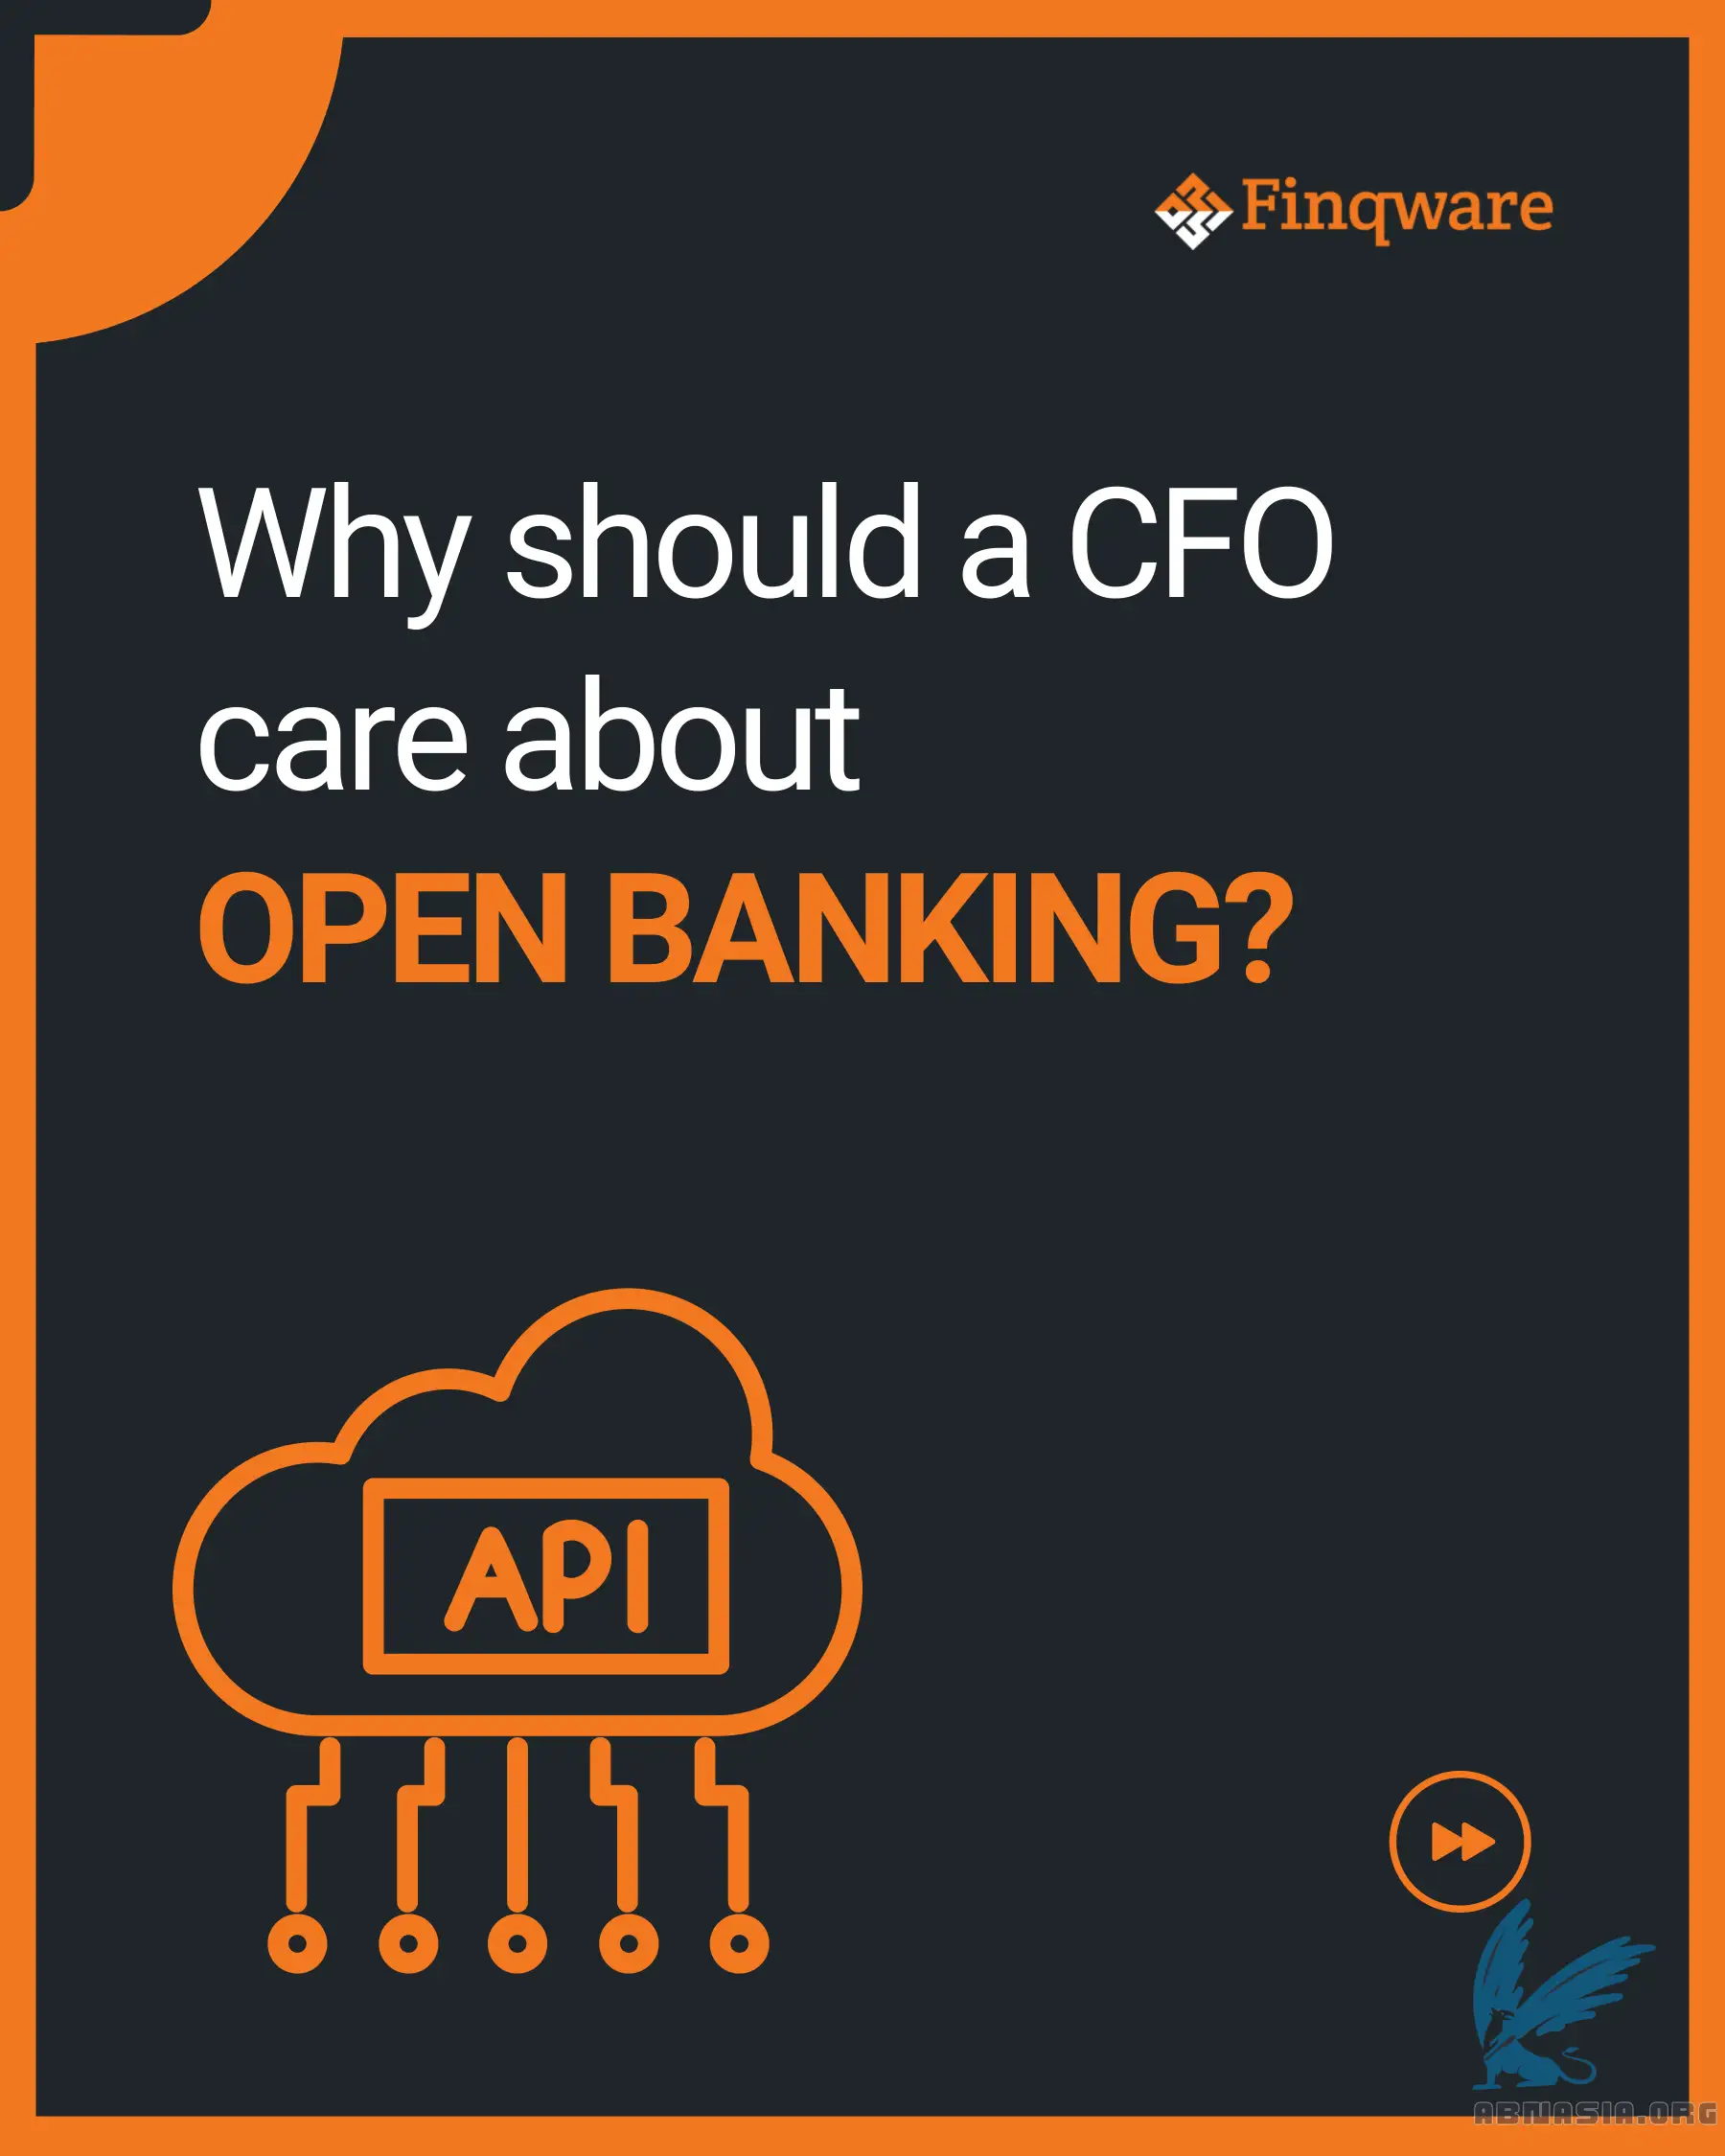 Finqware
Why should a CFO
care about
OPEN BANKING?
API
ABNASIA.ORG